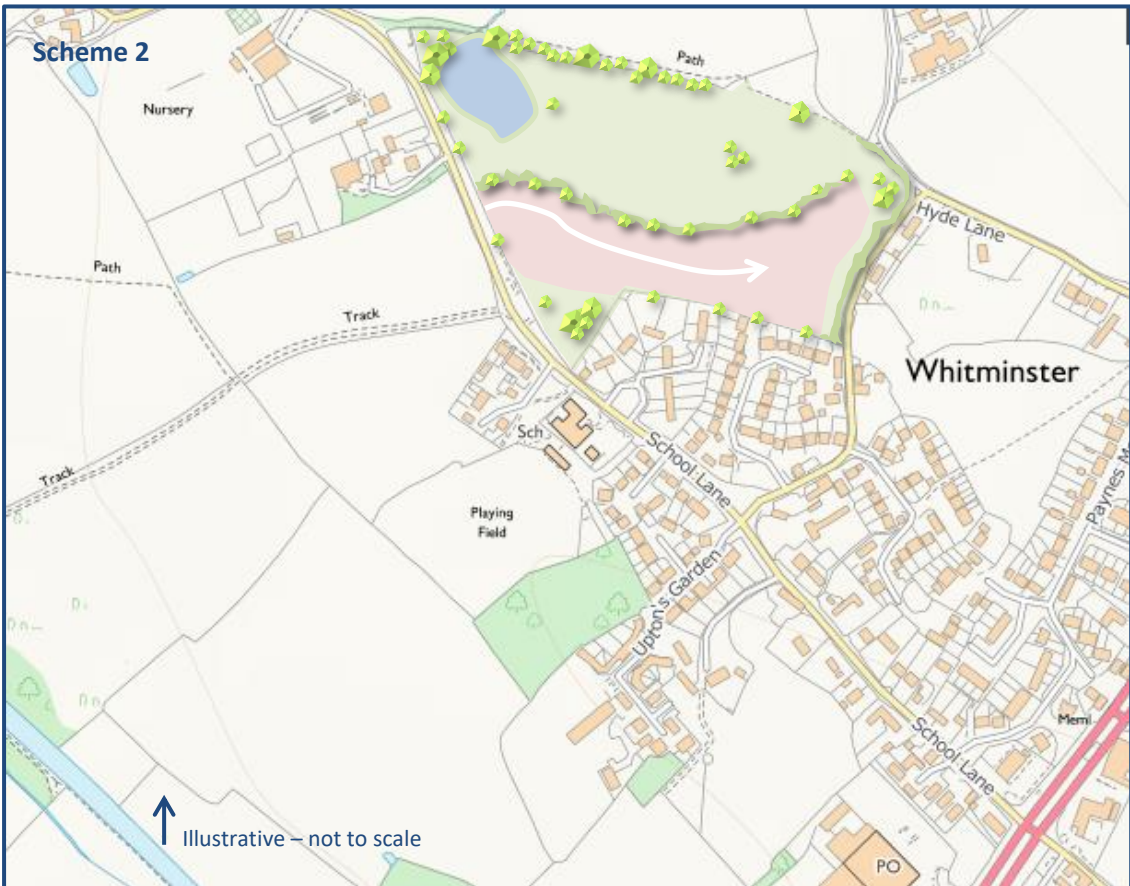 Scheme 2
Path
Nursery
Hyde Lane
Path
Track
Whitminster
Sch
School Lane
Track
Playing
Field
Paynes
Upton's Garden
Meml
School Lane
Illustrative – not to scale
PO